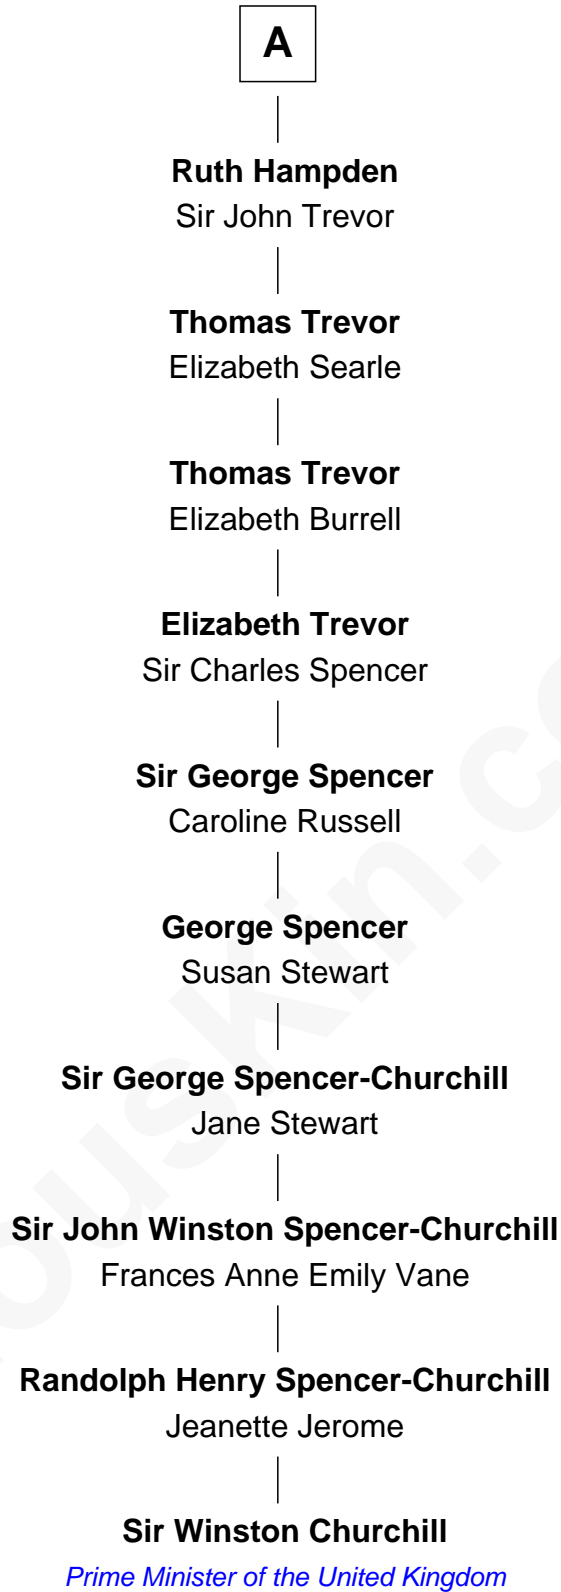 A
Ruth Hampden
Sir John Trevor
Thomas Trevor
Elizabeth Searle
Thomas Trevor
Elizabeth Burrell
Elizabeth Trevor
Sir Charles Spencer
Sir George Spencer
Caroline Russell
George Spencer
Susan Stewart
Sir George Spencer-Churchill
Jane Stewart
Sir John Winston Spencer-Churchill
Frances Anne Emily Vane
Randolph Henry Spencer-Churchill
Jeanette Jerome
Sir Winston Churchill
Prime Minister of the United Kingdom